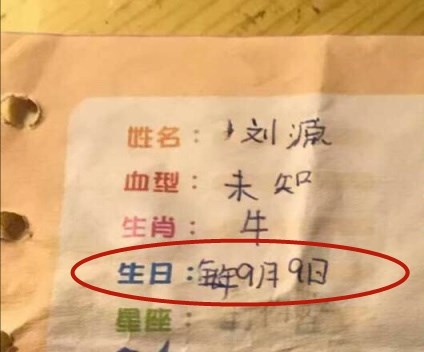 姓名：刘源
血型：未知
生肖：牛
生日：每年9月9日
星座：